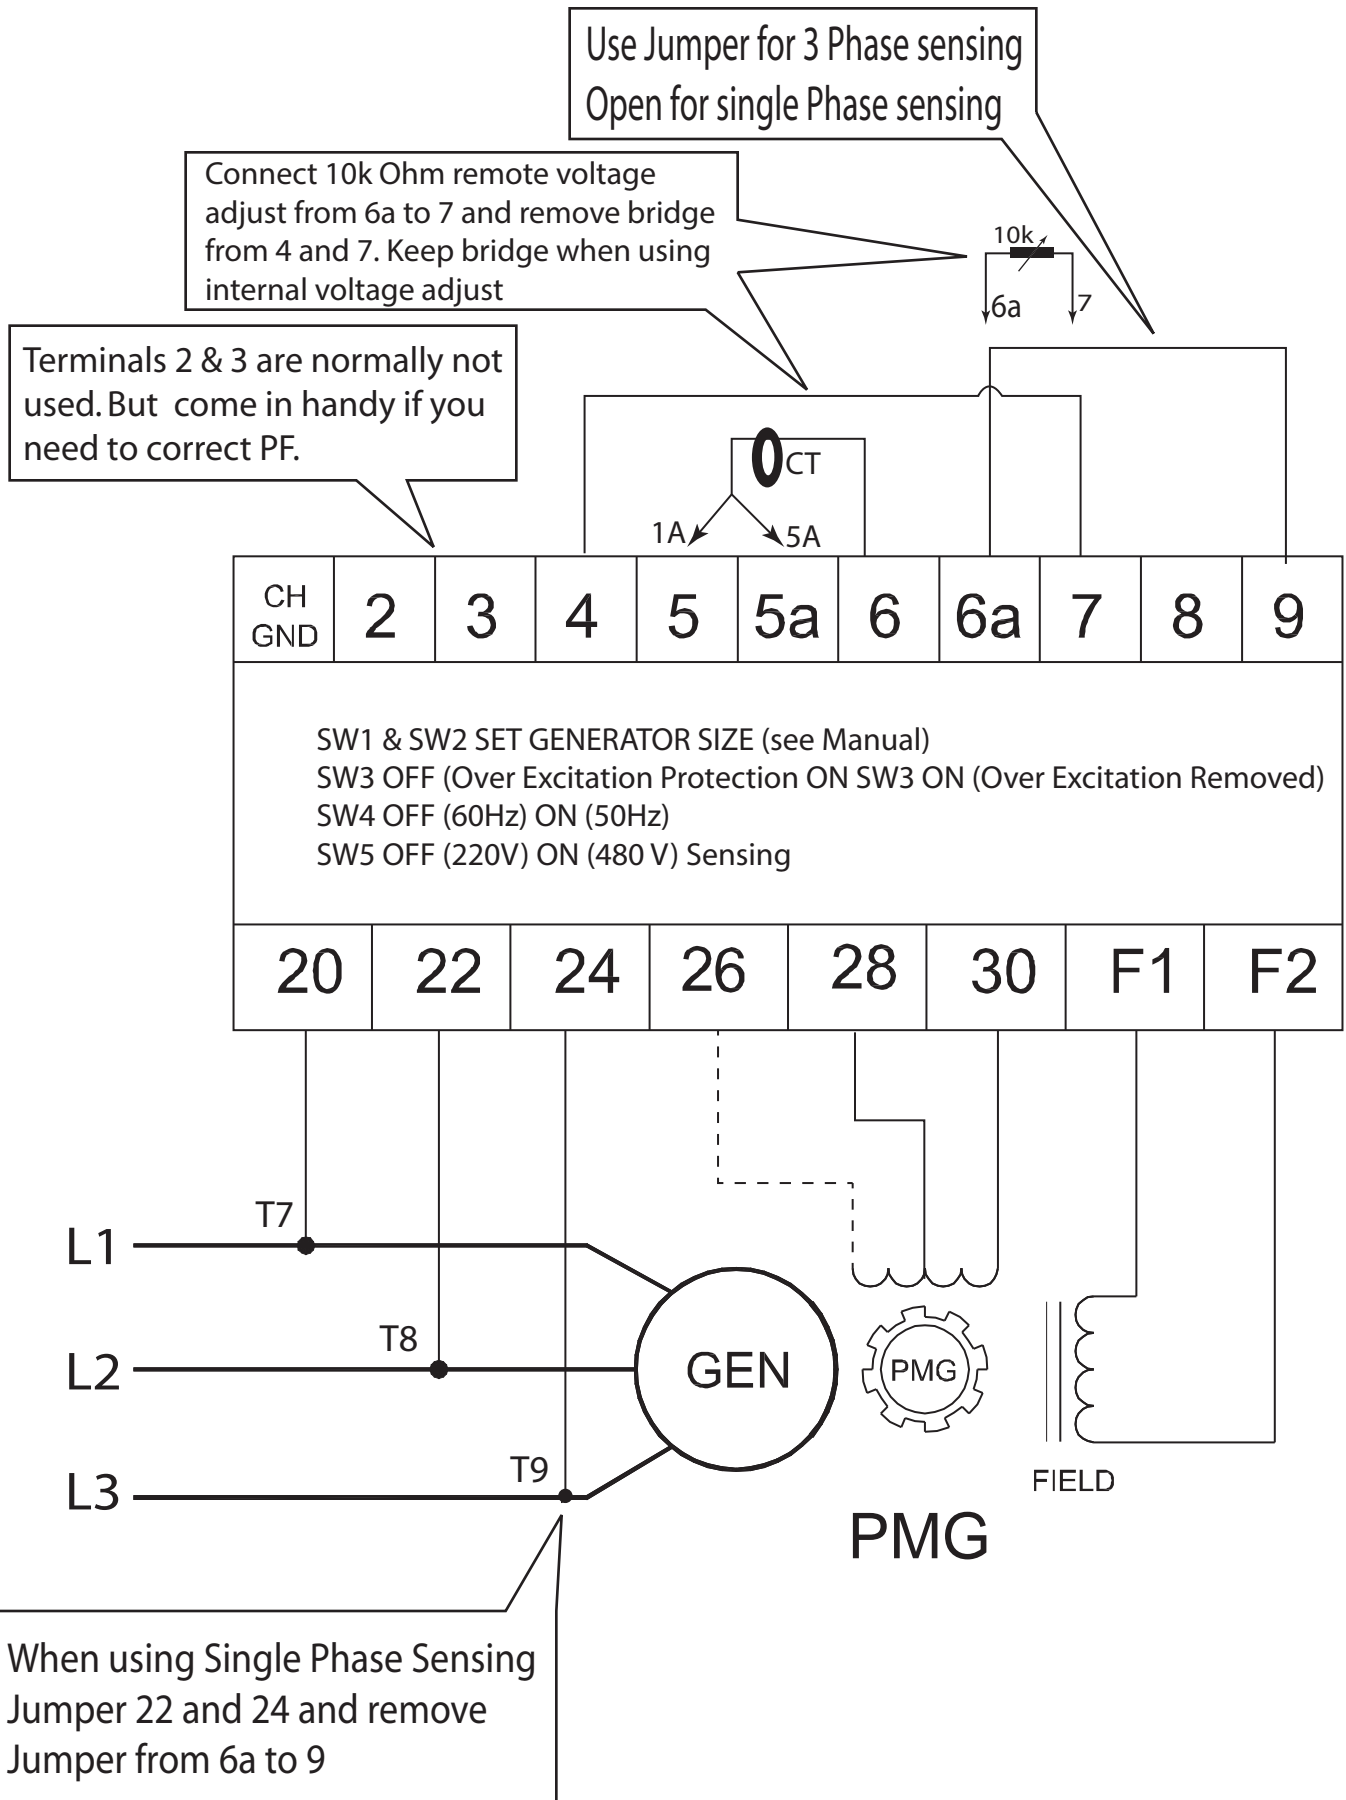 Use Jumper for 3 Phase sensing
Open for single Phase sensing
Connect 10k Ohm remote voltage
adjust from 6a to 7 and remove bridge
from 4 and 7. Keep bridge when using
internal voltage adjust
10k
6a
7
Terminals 2 & 3 are normally not
used. But come in handy if you
need to correct PF.
CT
1A
5A
CH
GND
2
3
4
5
5a
6
6a
7
8
9
SW1 & SW2 SET GENERATOR SIZE (see Manual)
SW3 OFF (Over Excitation Protection ON SW3 ON (Over Excitation Removed)
SW4 OFF (60Hz) ON (50Hz)
SW5 OFF (220V) ON (480 V) Sensing
20
22
24
26
28
30
F1
F2
T7
L1
T8
L2
GEN
PMG
T9
L3
FIELD
PMG
When using Single Phase Sensing
Jumper 22 and 24 and remove
Jumper from 6a to 9